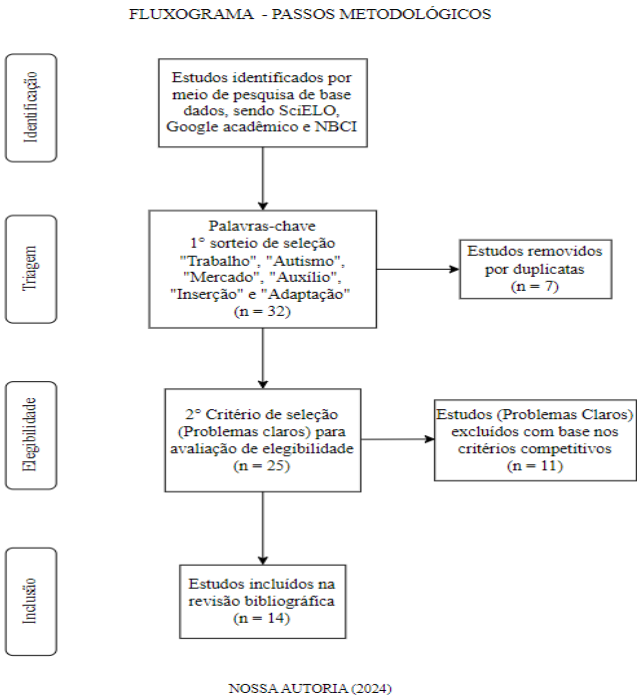 FLUXOGRAMA - PASSOS METODOLÓGICOS
Identificação
Estudos identificados por
meio de pesquisa de base
dados, sendo SciELO,
Google acadêmico e NBCI
Triagem
Palavras-chave
1° sorteio de seleção
"Trabalho", "Autismo",
"Mercado", "Auxílio",
"Inserção" e "Adaptação"
(n = 32)
Estudos removidos
por duplicatas
(n = 7)
Elegibilidade
2° Critério de seleção
(Problemas claros) para
avaliação de elegibilidade
(n = 25)
Estudos (Problemas Claros)
excluídos com base nos
critérios competitivos
(n = 11)
Inclusão
Estudos incluídos na
revisão bibliográfica
(n = 14)
NOSSA AUTORIA (2024)